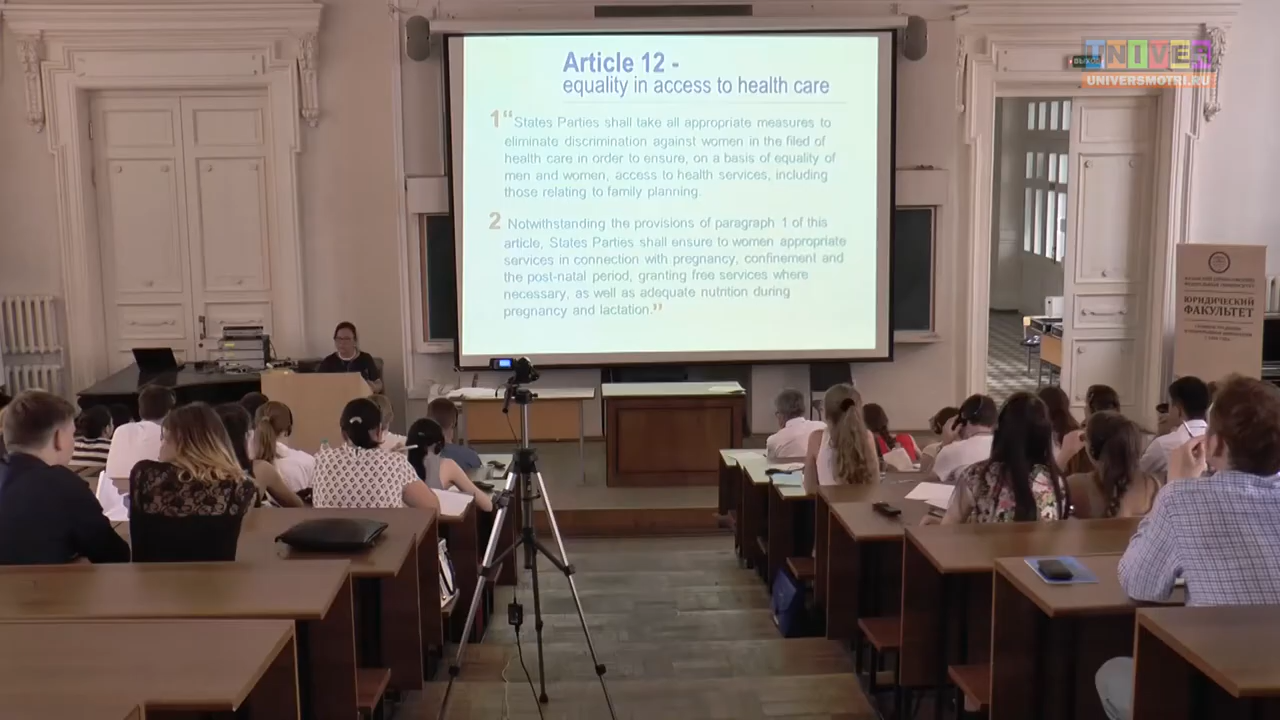 Article 12 -
equality in access to health care
1 “States Parties shall take all appropriate measures to
eliminate discrimination against women in the filed of
health care in order to ensure, on a basis of equality of
men and women, access to health services, including
those relating to family planning.
2 Notwithstanding the provisions of paragraph 1 of this
article, States Parties shall ensure to women appropriate
services in connection with pregnancy, confinement and
the post-natal period, granting free services where
necessary, as well as adequate nutrition during
pregnancy and lactation.”
UNIVER
UNIVERSMOTRI.RU
ЮРИДИЧЕСКИЙ
ФАКУЛЬТЕТ